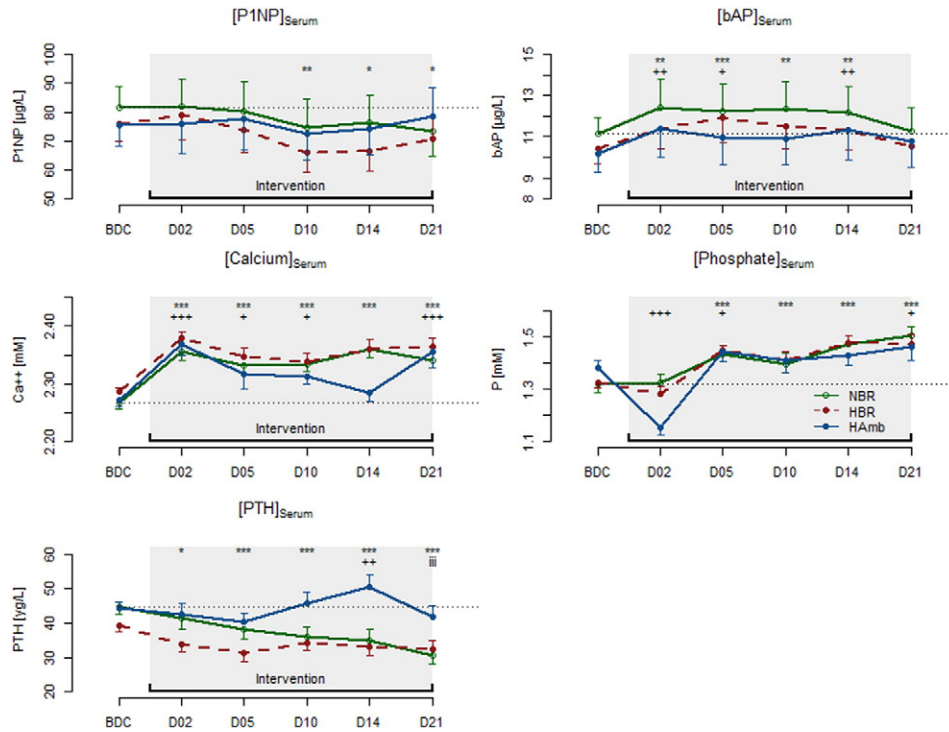 [P1NP]Serum
P1NP [µg/L]
100
90
80
70
60
50
** * *
Intervention
BDC D02 D05 D10 D14 D21
[bAP]Serum
bAP [µg/L]
15
13
11
9
8
** *** ** **
++ + ++
Intervention
BDC D02 D05 D10 D14 D21
[Calcium]Serum
Ca++ [mM]
2.40
2.30
2.20
*** *** *** *** ***
+++ + + +++
Intervention
BDC D02 D05 D10 D14 D21
[Phosphate]Serum
P [mM]
1.5
1.3
1.1
*** *** *** ***
+++ + +
NBR
HBR
HAmb
Intervention
BDC D02 D05 D10 D14 D21
[PTH]Serum
PTH [yg/L]
60
50
40
30
20
* *** *** *** ***
++ iii
Intervention
BDC D02 D05 D10 D14 D21